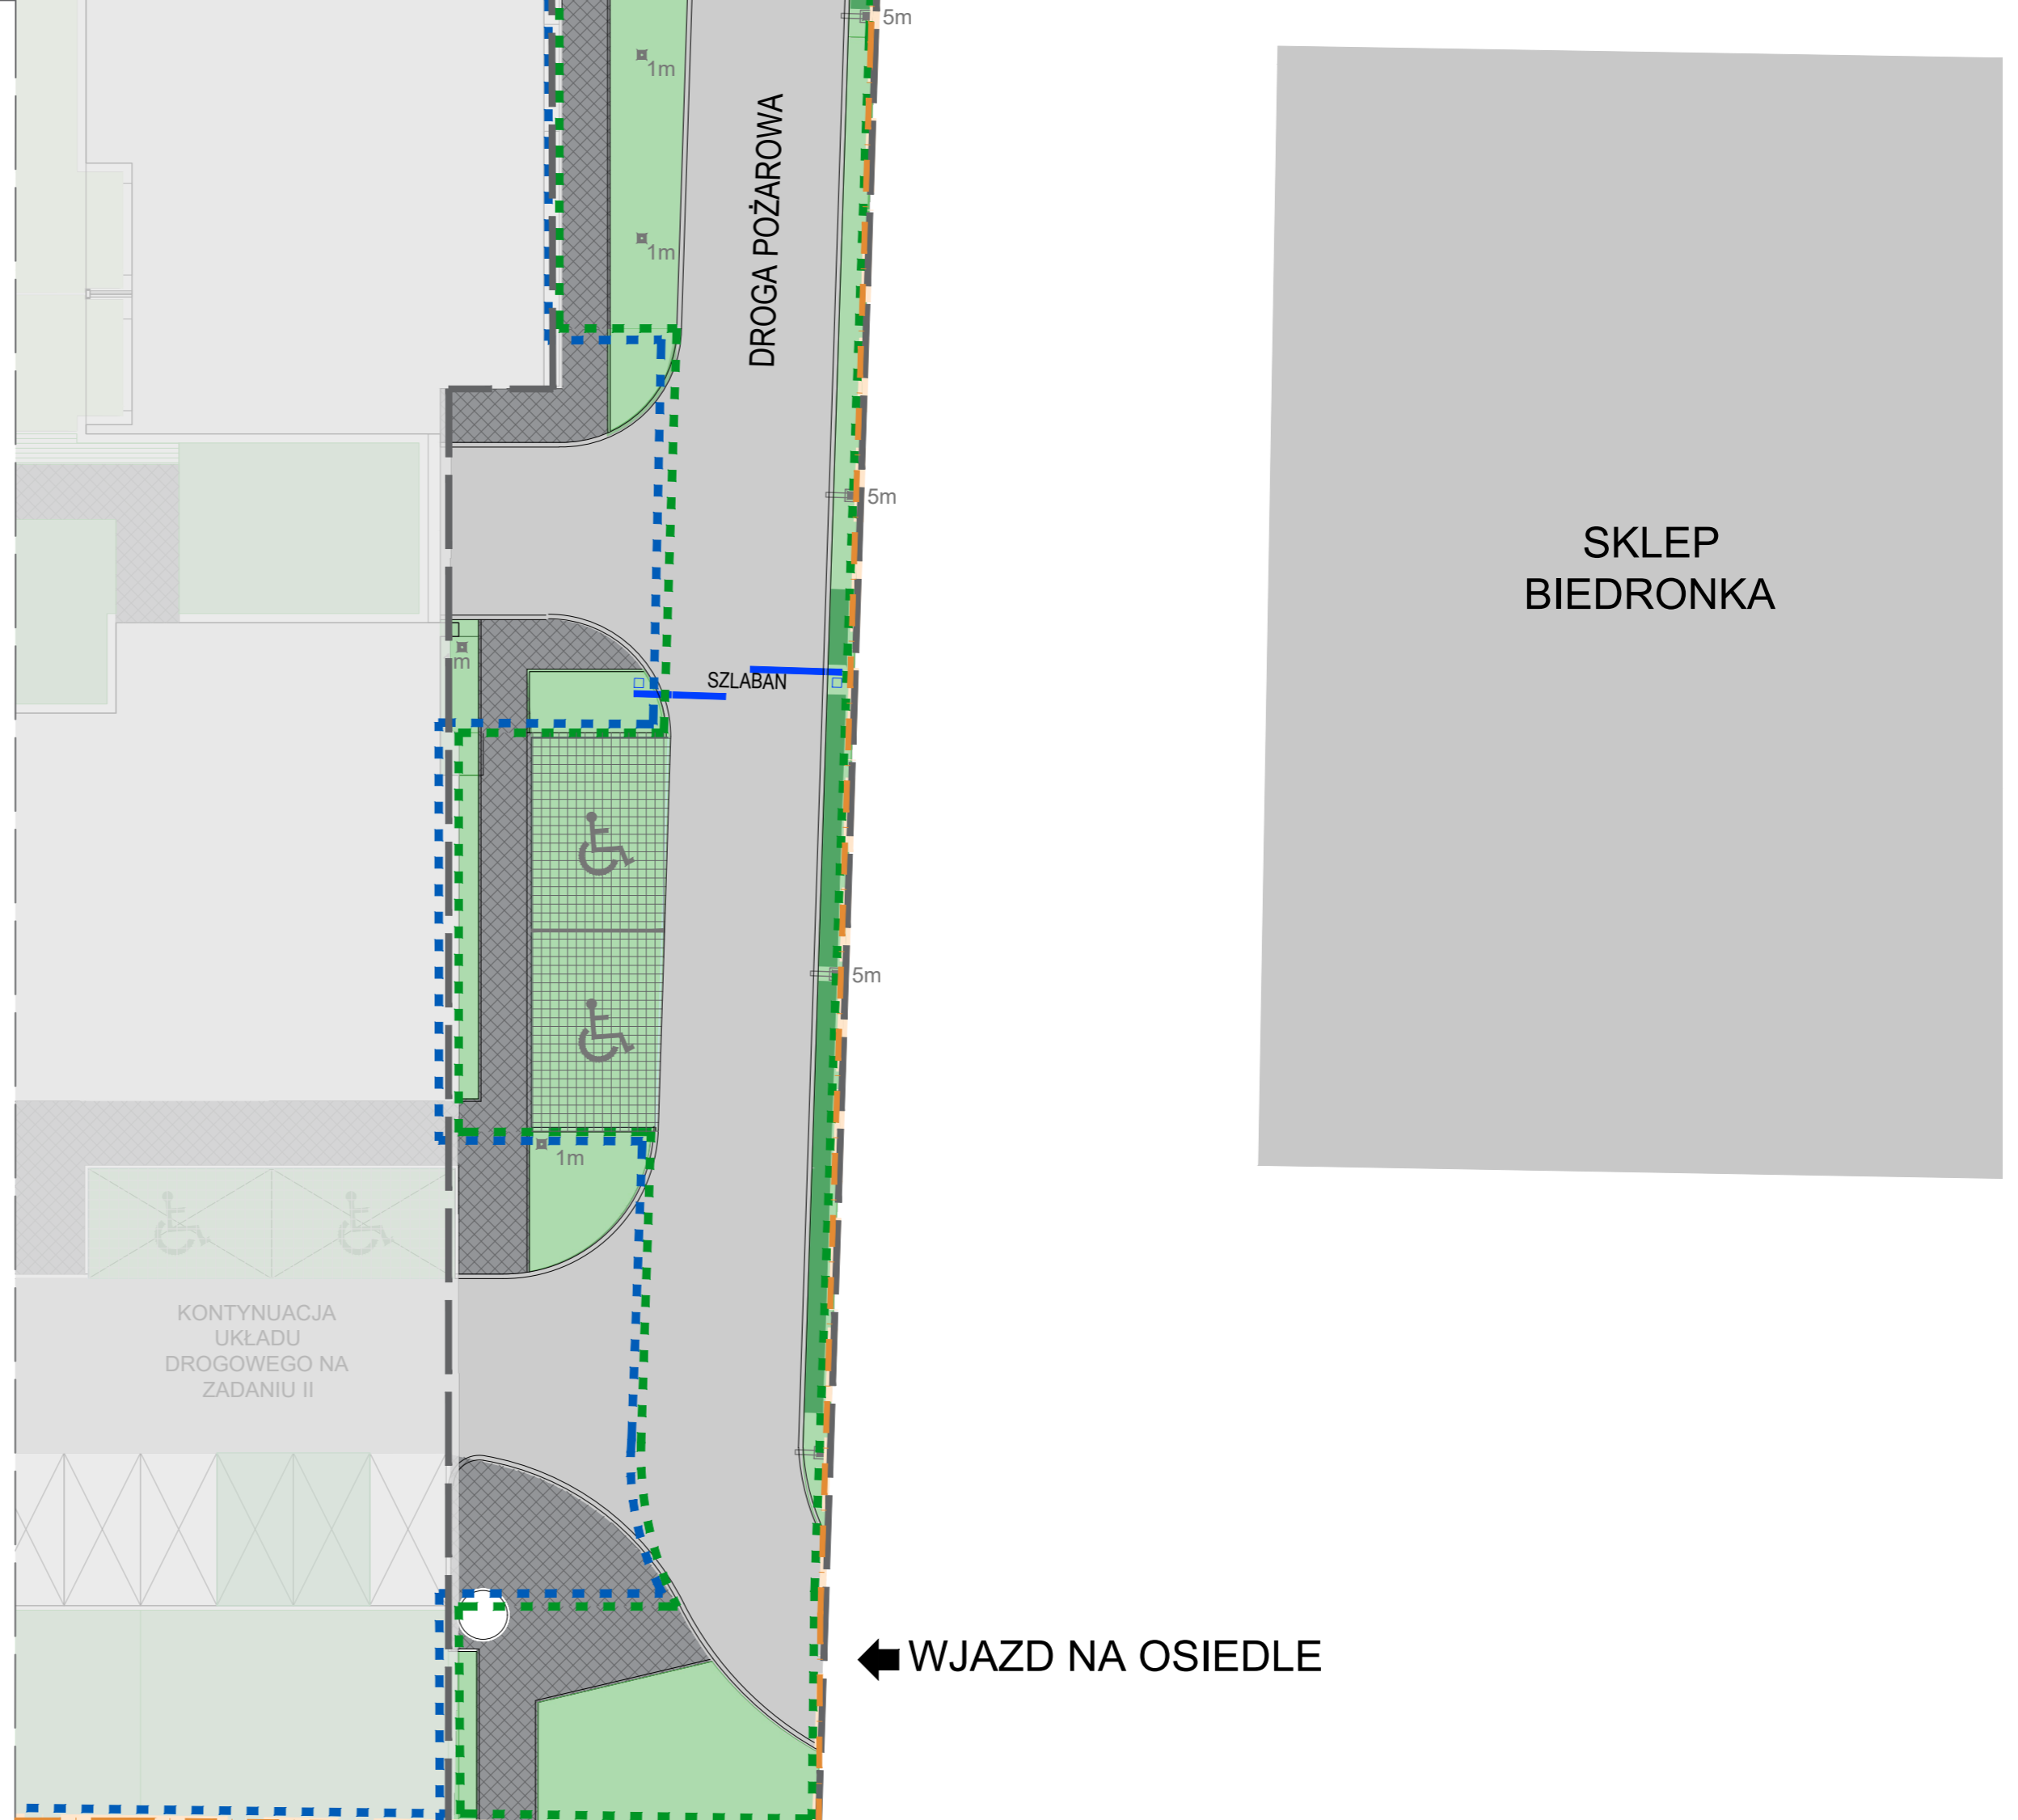 5m
1m
DROGA POŻAROWA
1m
5m
SKLEP
BIEDRONKA
m
SZLABAN
5m
1m
KONTYNUACJA
UKŁADU
DROGOWEGO NA
ZADANIU II
WJAZD NA OSIEDLE